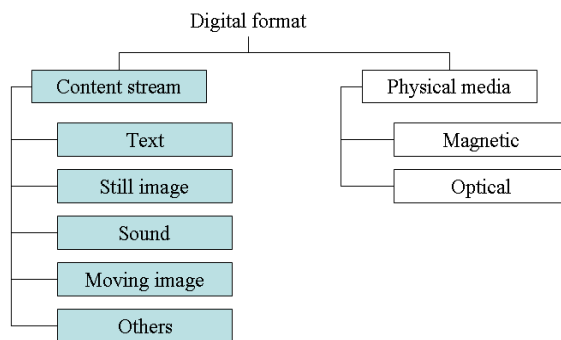 Digital format
Content stream
Text
Still image
Sound
Moving image
Others
Physical media
Magnetic
Optical